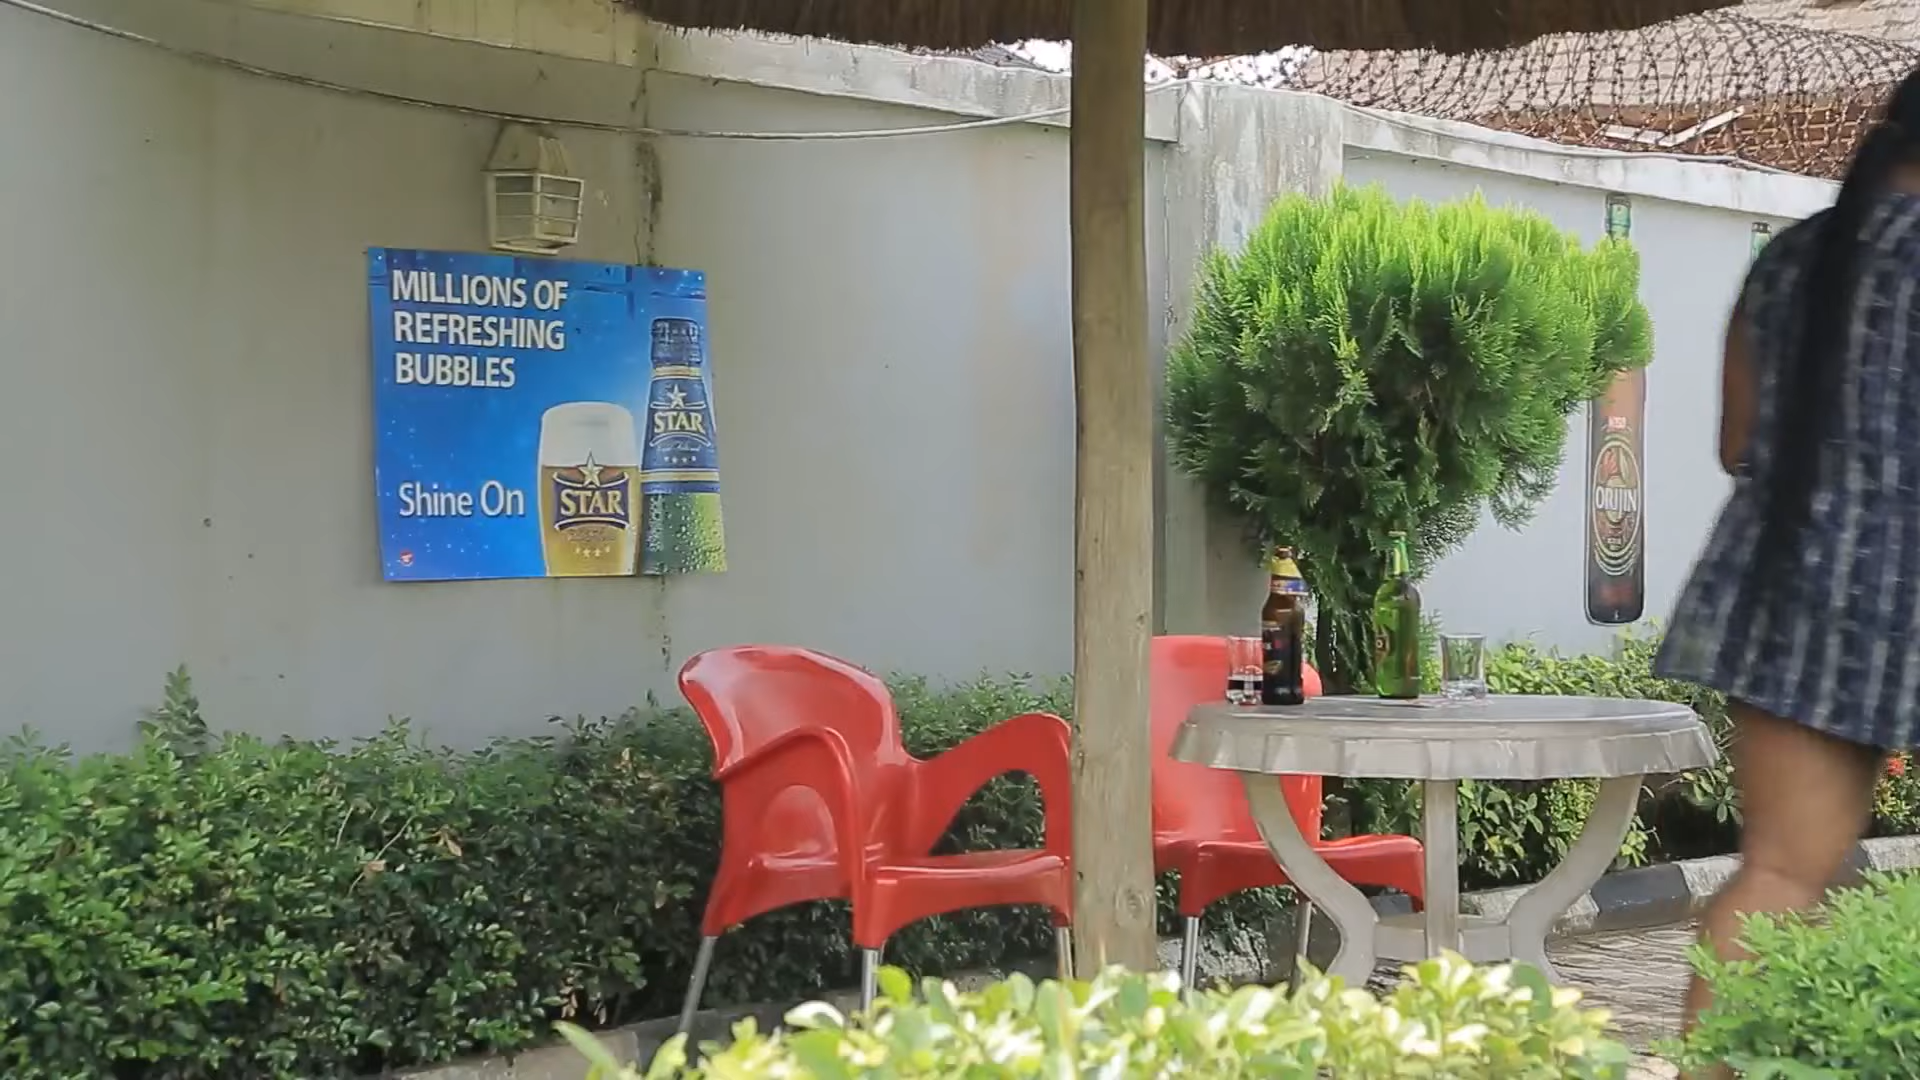 MILLIONS OF
REFRESHING
BUBBLES
Shine On
STAR
STAR
ORIJIN